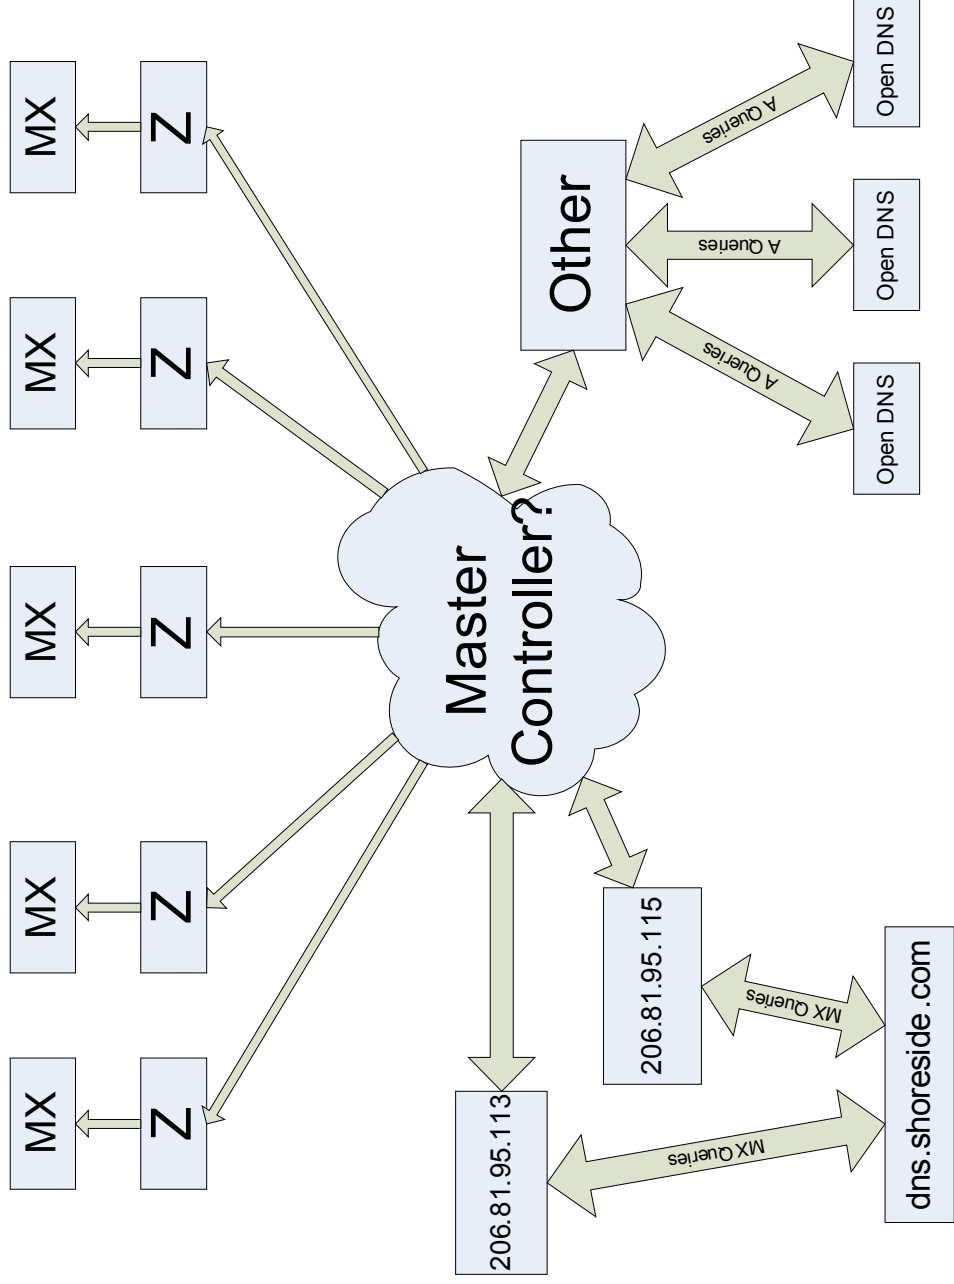 MX
MX
MX
MX
MX
Z
Z
Z
Z
Z
Master
Controller?
206.81.95.113
206.81.95.115
Other
MX Queries
MX Queries
A Queries
A Queries
A Queries
dns.shoreside.com
Open DNS
Open DNS
Open DNS